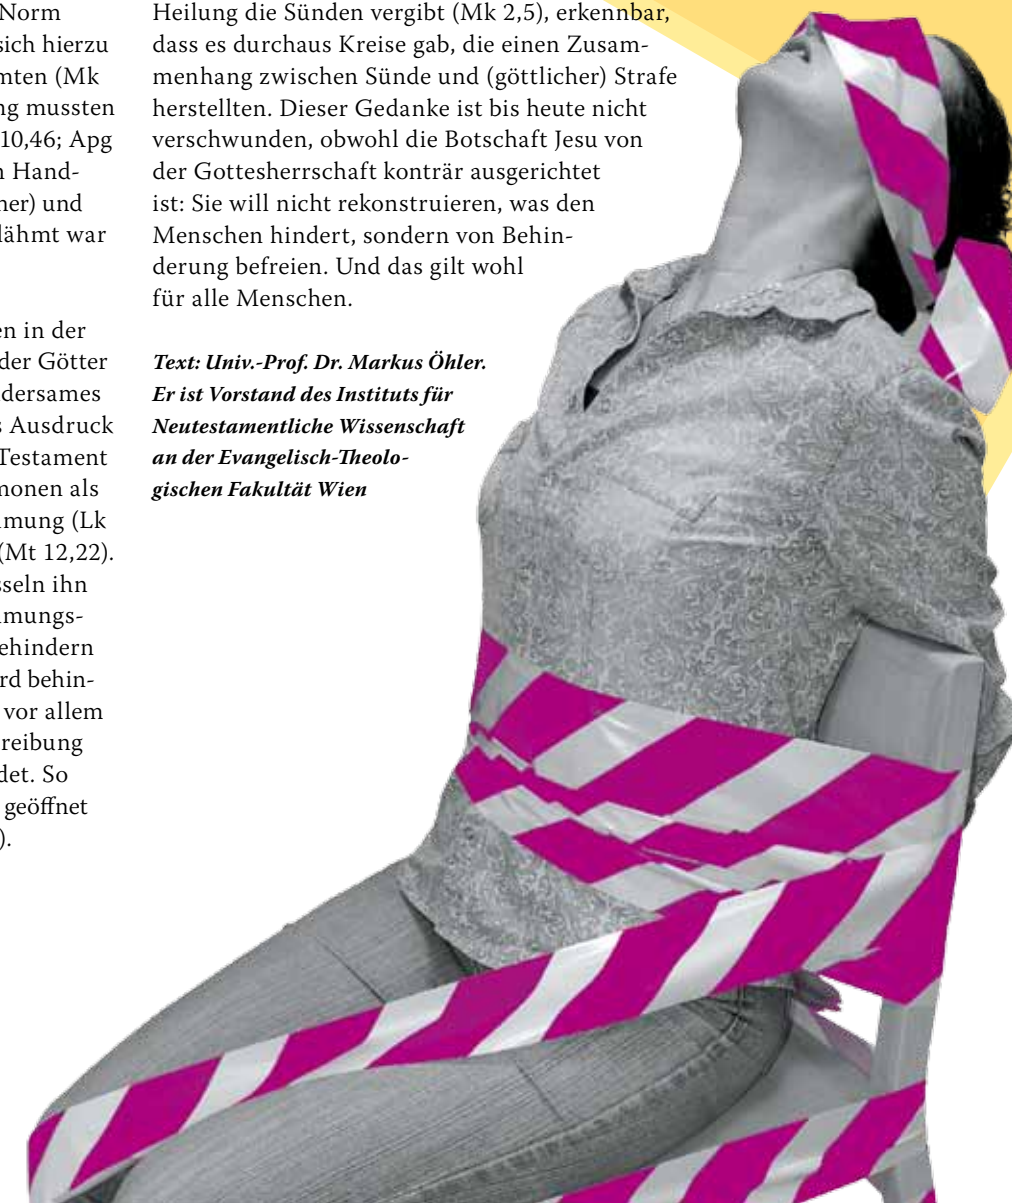 Norm
sich hierzu
mten (Mk
ng mussten
10,46; Apg
n Hand-
ner) und
lähmt war
en in der
der Götter
dersames
s Ausdruck
Testament
monen als
mung (Lk
(Mt 12,22).
sseln ihn
mungs-
ehindern
rd behin-
vor allem
reibung
det. So
geöffnet
).
Heilung die Sünden vergibt (Mk 2,5), erkennbar,
dass es durchaus Kreise gab, die einen Zusam-
menhang zwischen Sünde und (göttlicher) Strafe
herstellten. Dieser Gedanke ist bis heute nicht
verschwunden, obwohl die Botschaft Jesu von
der Gottesherrschaft konträr ausgerichtet
ist: Sie will nicht rekonstruieren, was den
Menschen hindert, sondern von Behin-
derung befreien. Und das gilt wohl
für alle Menschen.
Text: Univ.-Prof. Dr. Markus Öhler.
Er ist Vorstand des Instituts für
Neutestamentliche Wissenschaft
an der Evangelisch-Theolo-
gischen Fakultät Wien